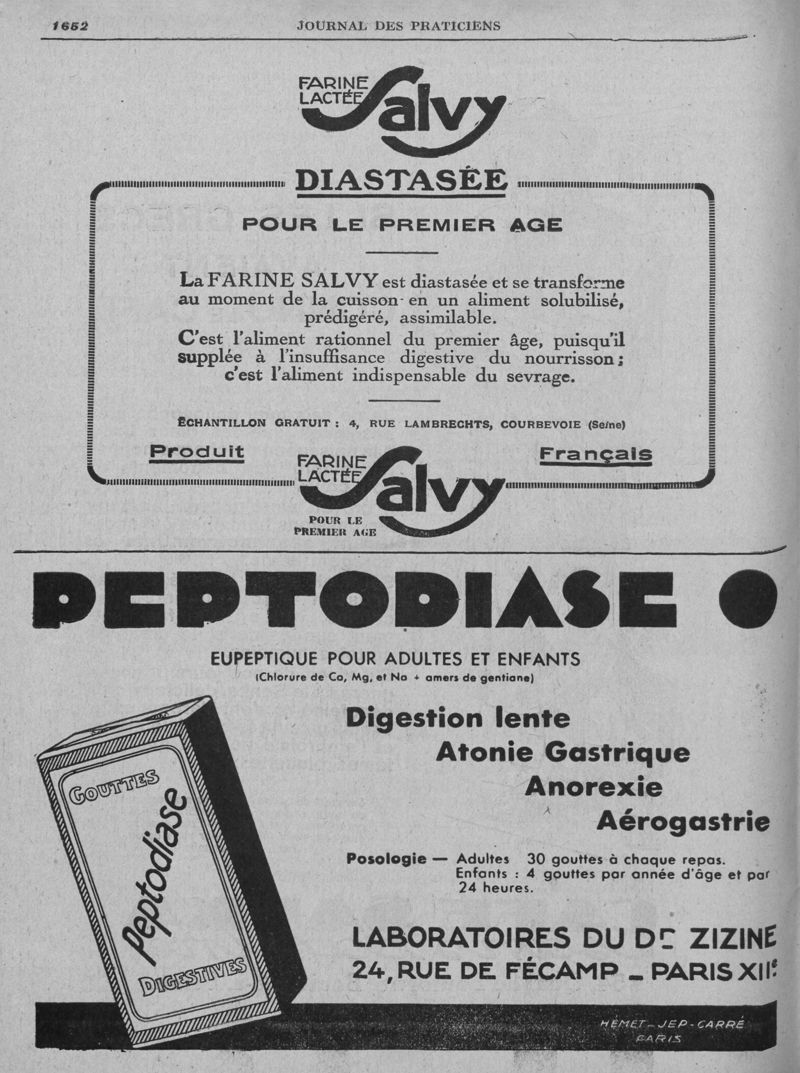 1652
JOURNAL DES PRATICIENS
FARINE
LACTÉE
Salvy
DIASTASÉE
POUR LE PREMIER AGE
La FARINE SALVY est diastasée et se transforme
au moment de la cuisson en un aliment solubilisé,
prédigéré, assimilable.
C'est l'aliment rationnel du premier âge, puisqu'il
supplée à l'insuffisance digestive du nourrisson;
c'est l'aliment indispensable du sevrage.
ÉCHANTILLON GRATUIT : 4, RUE LAMBRECHTS, COURBEVOIE (Seine)
Produit
Français
FARINE
LACTÉE
Salvy
POUR LE
PREMIER AGE
PEPTODIASE
EUPEPTIQUE POUR ADULTES ET ENFANTS
(Chlorure de Ca, Mg, et Na + amers de gentiane)
Digestion lente
Atonie Gastrique
Anorexie
Aérogastrie
GOUTTES
Peptodiase
DIGESTIVES
Posologie — Adultes 30 gouttes à chaque repas.
Enfants : 4 gouttes par année d'âge et par
24 heures.
LABORATOIRES DU Dr ZIZINE
24, RUE DE FÉCAMP _ PARIS XIIe
HEMET - JEP - CARRÉ
PARIS